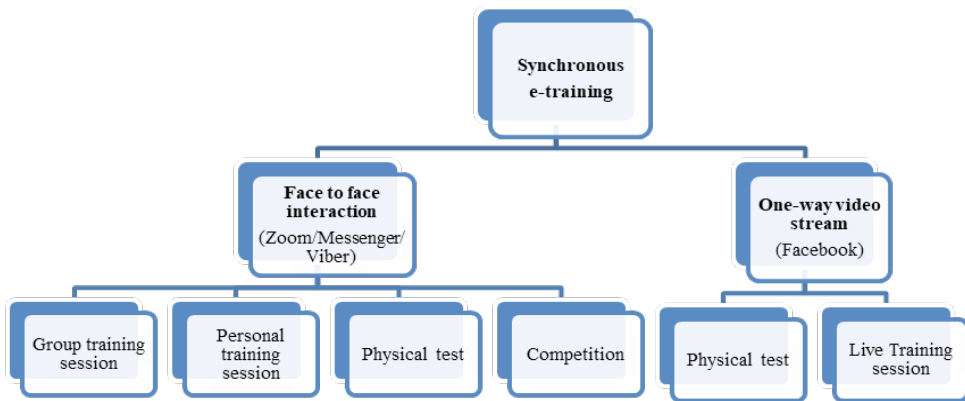 Synchronous
e-training
Face to face
interaction
(Zoom/Messenger/
Viber)
One-way video
stream
(Facebook)
Group training
session
Personal
training
session
Physical test
Competition
Physical test
Live Training
session